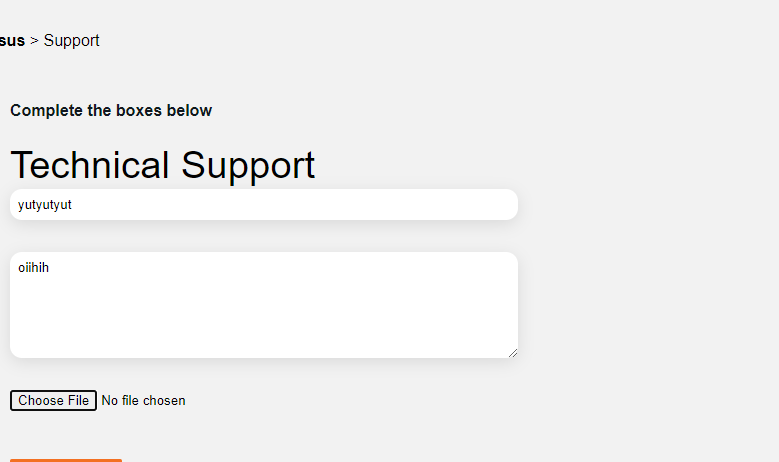 sus > Support
Complete the boxes below
Technical Support
yutyutyut
oiihih
Choose File No file chosen